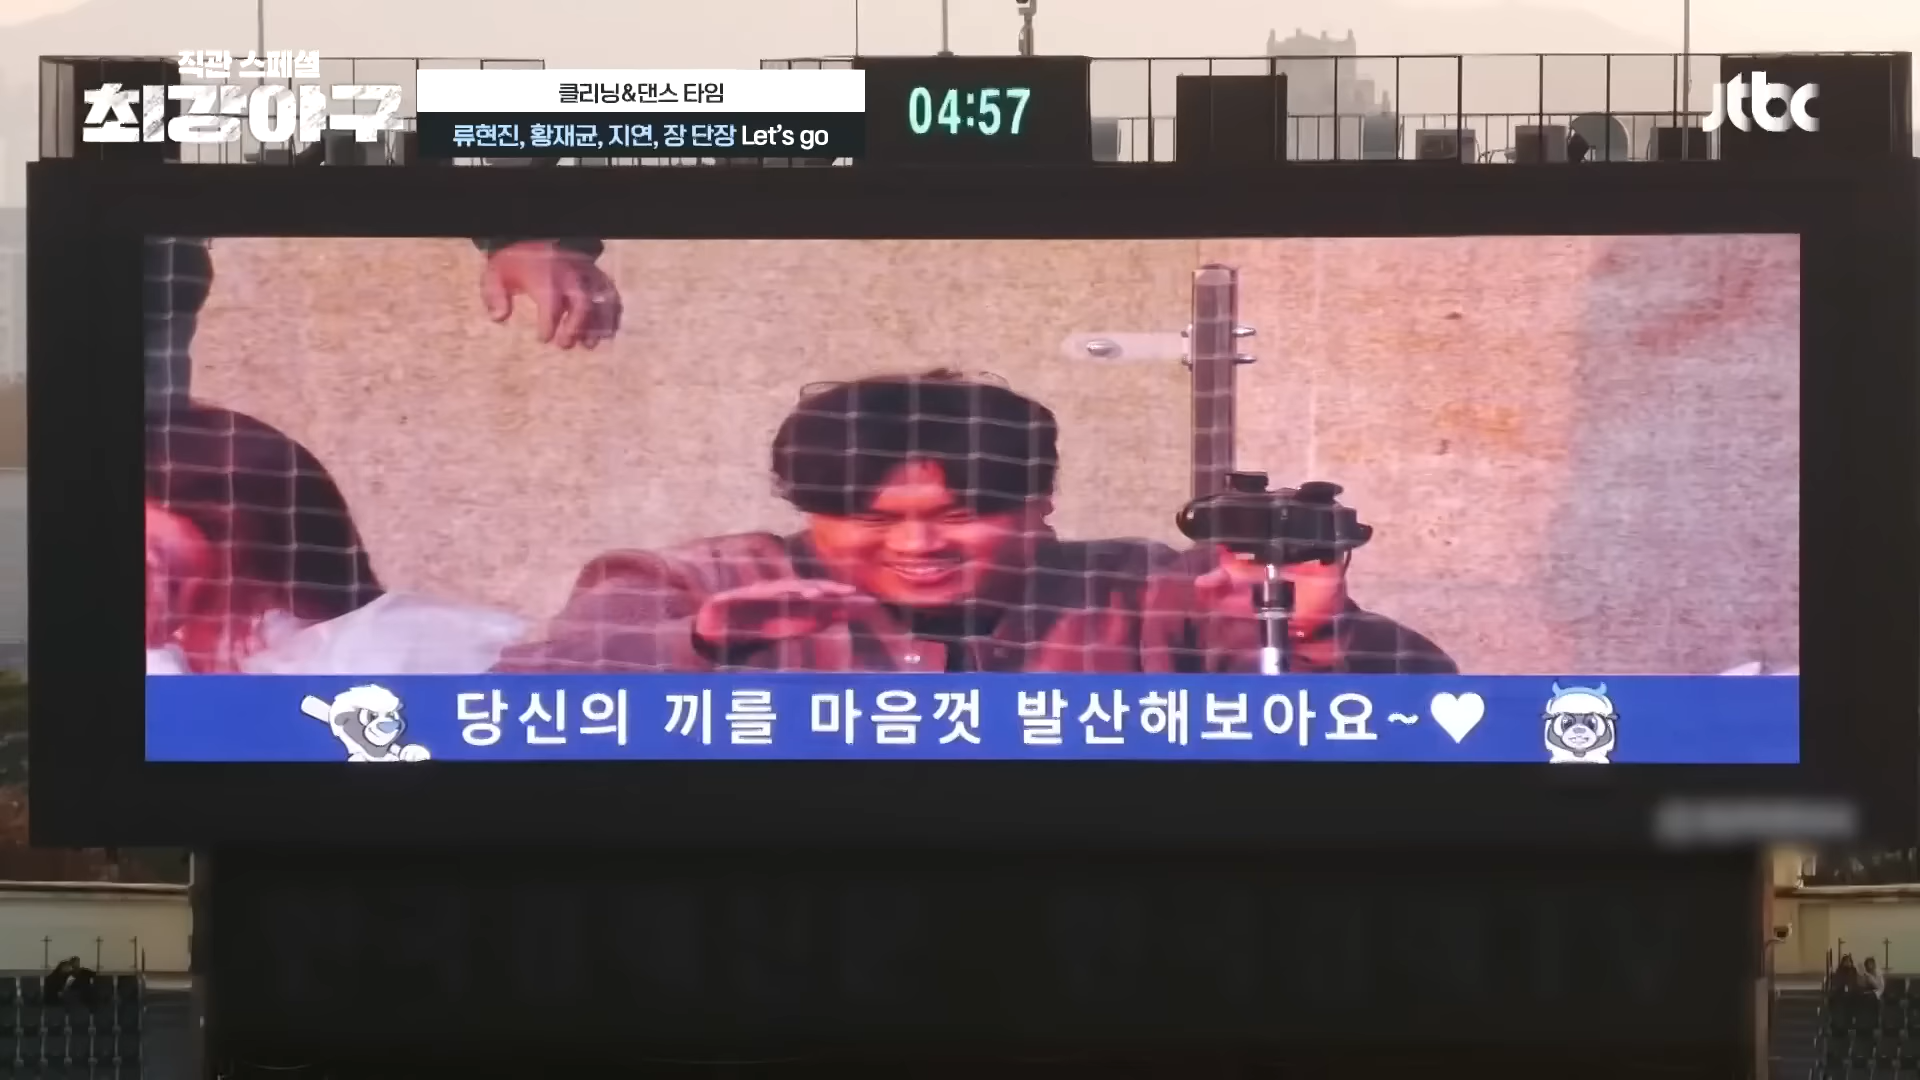 직관 스페셜
최강야구
클리닝&댄스 타임
류현진, 황재균, 지연, 장 단장 Let's go
04:57
jtbc
당신의 끼를 마음껏 발산해보아요~♥